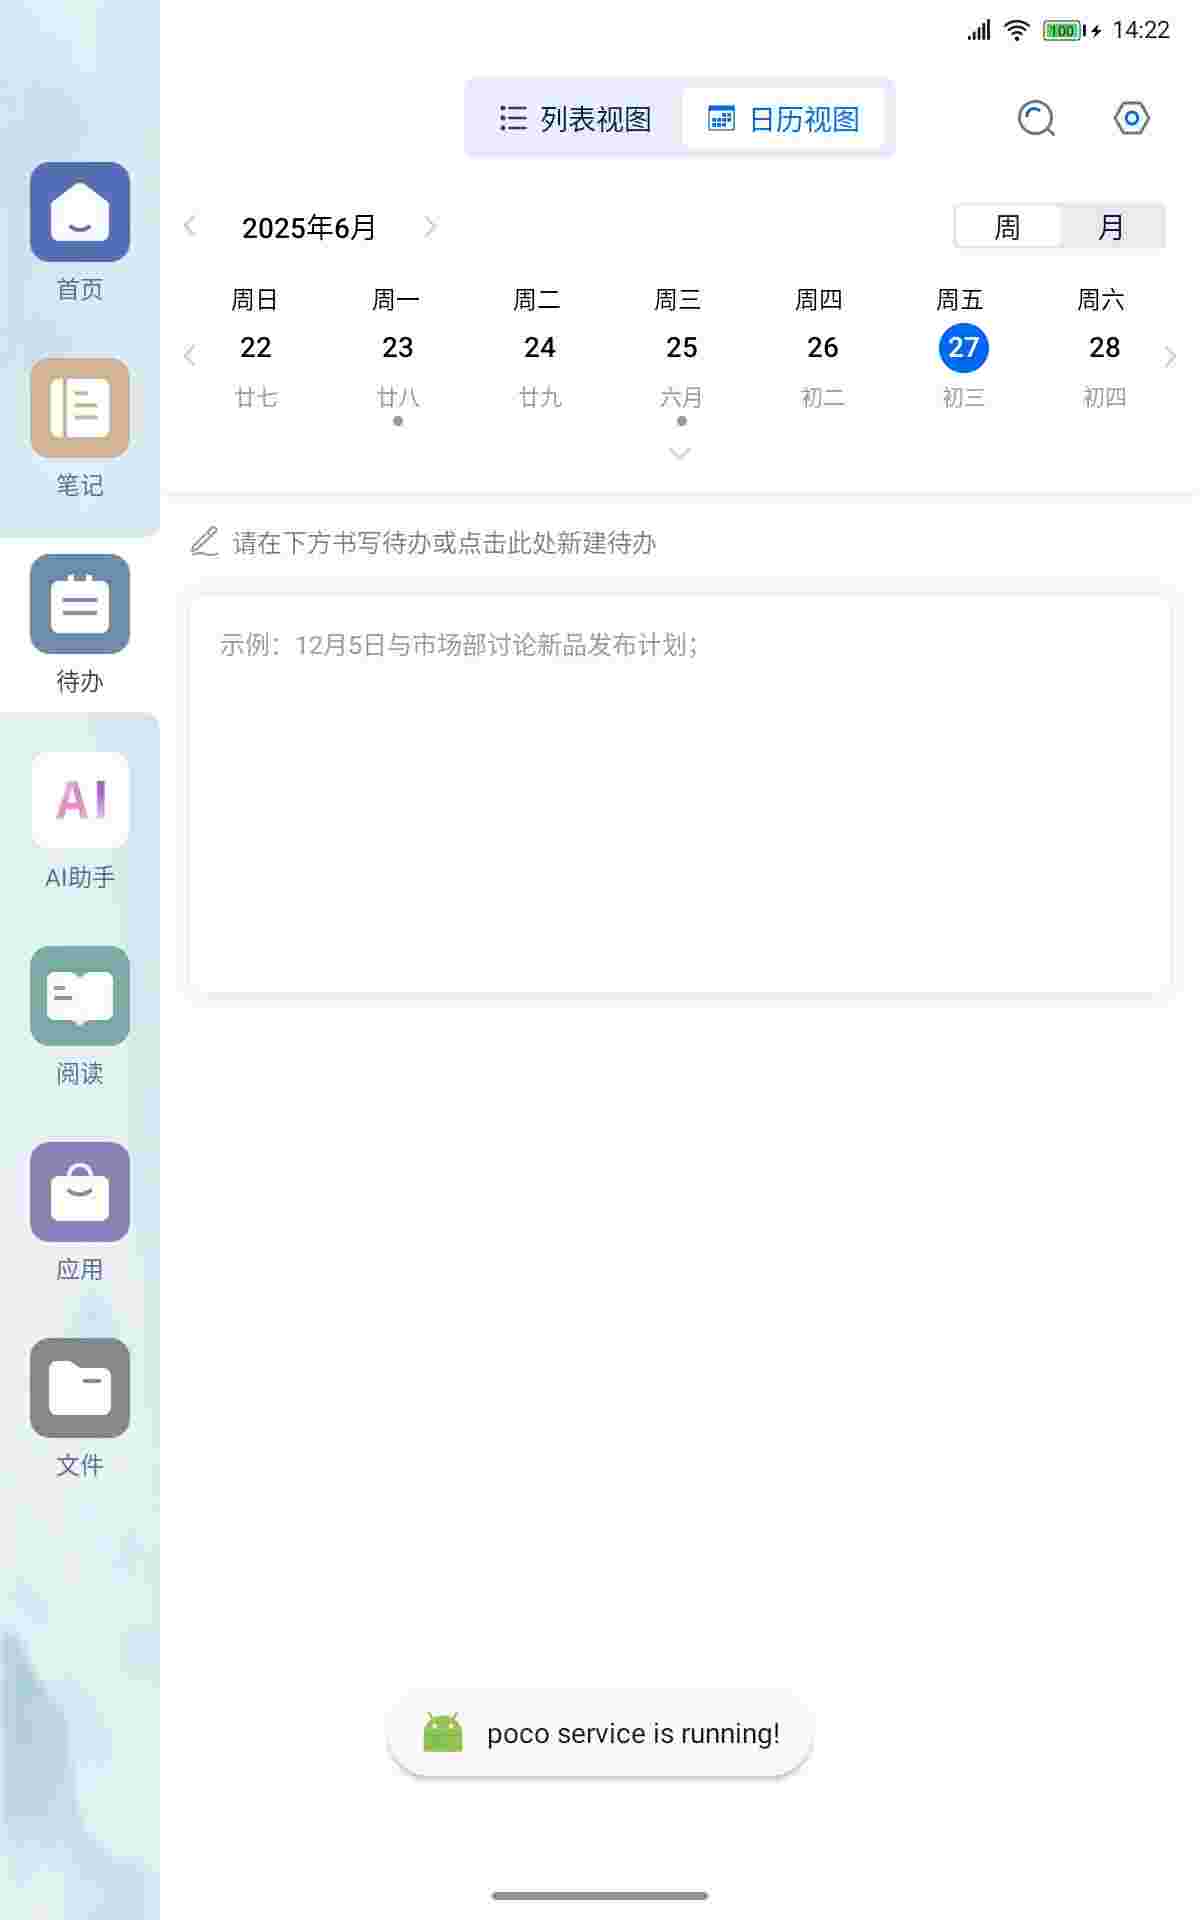 100 14:22
列表视图 日历视图
首页
2025年6月 周 月
周日 周一 周二 周三 周四 周五 周六
22 23 24 25 26 27 28
廿七 廿八 廿九 六月 初二 初三 初四
笔记
请在下方书写待办或点击此处新建待办
示例：12月5日与市场部讨论新品发布计划；
待办
AI
AI助手
阅读
应用
文件
poco service is running!